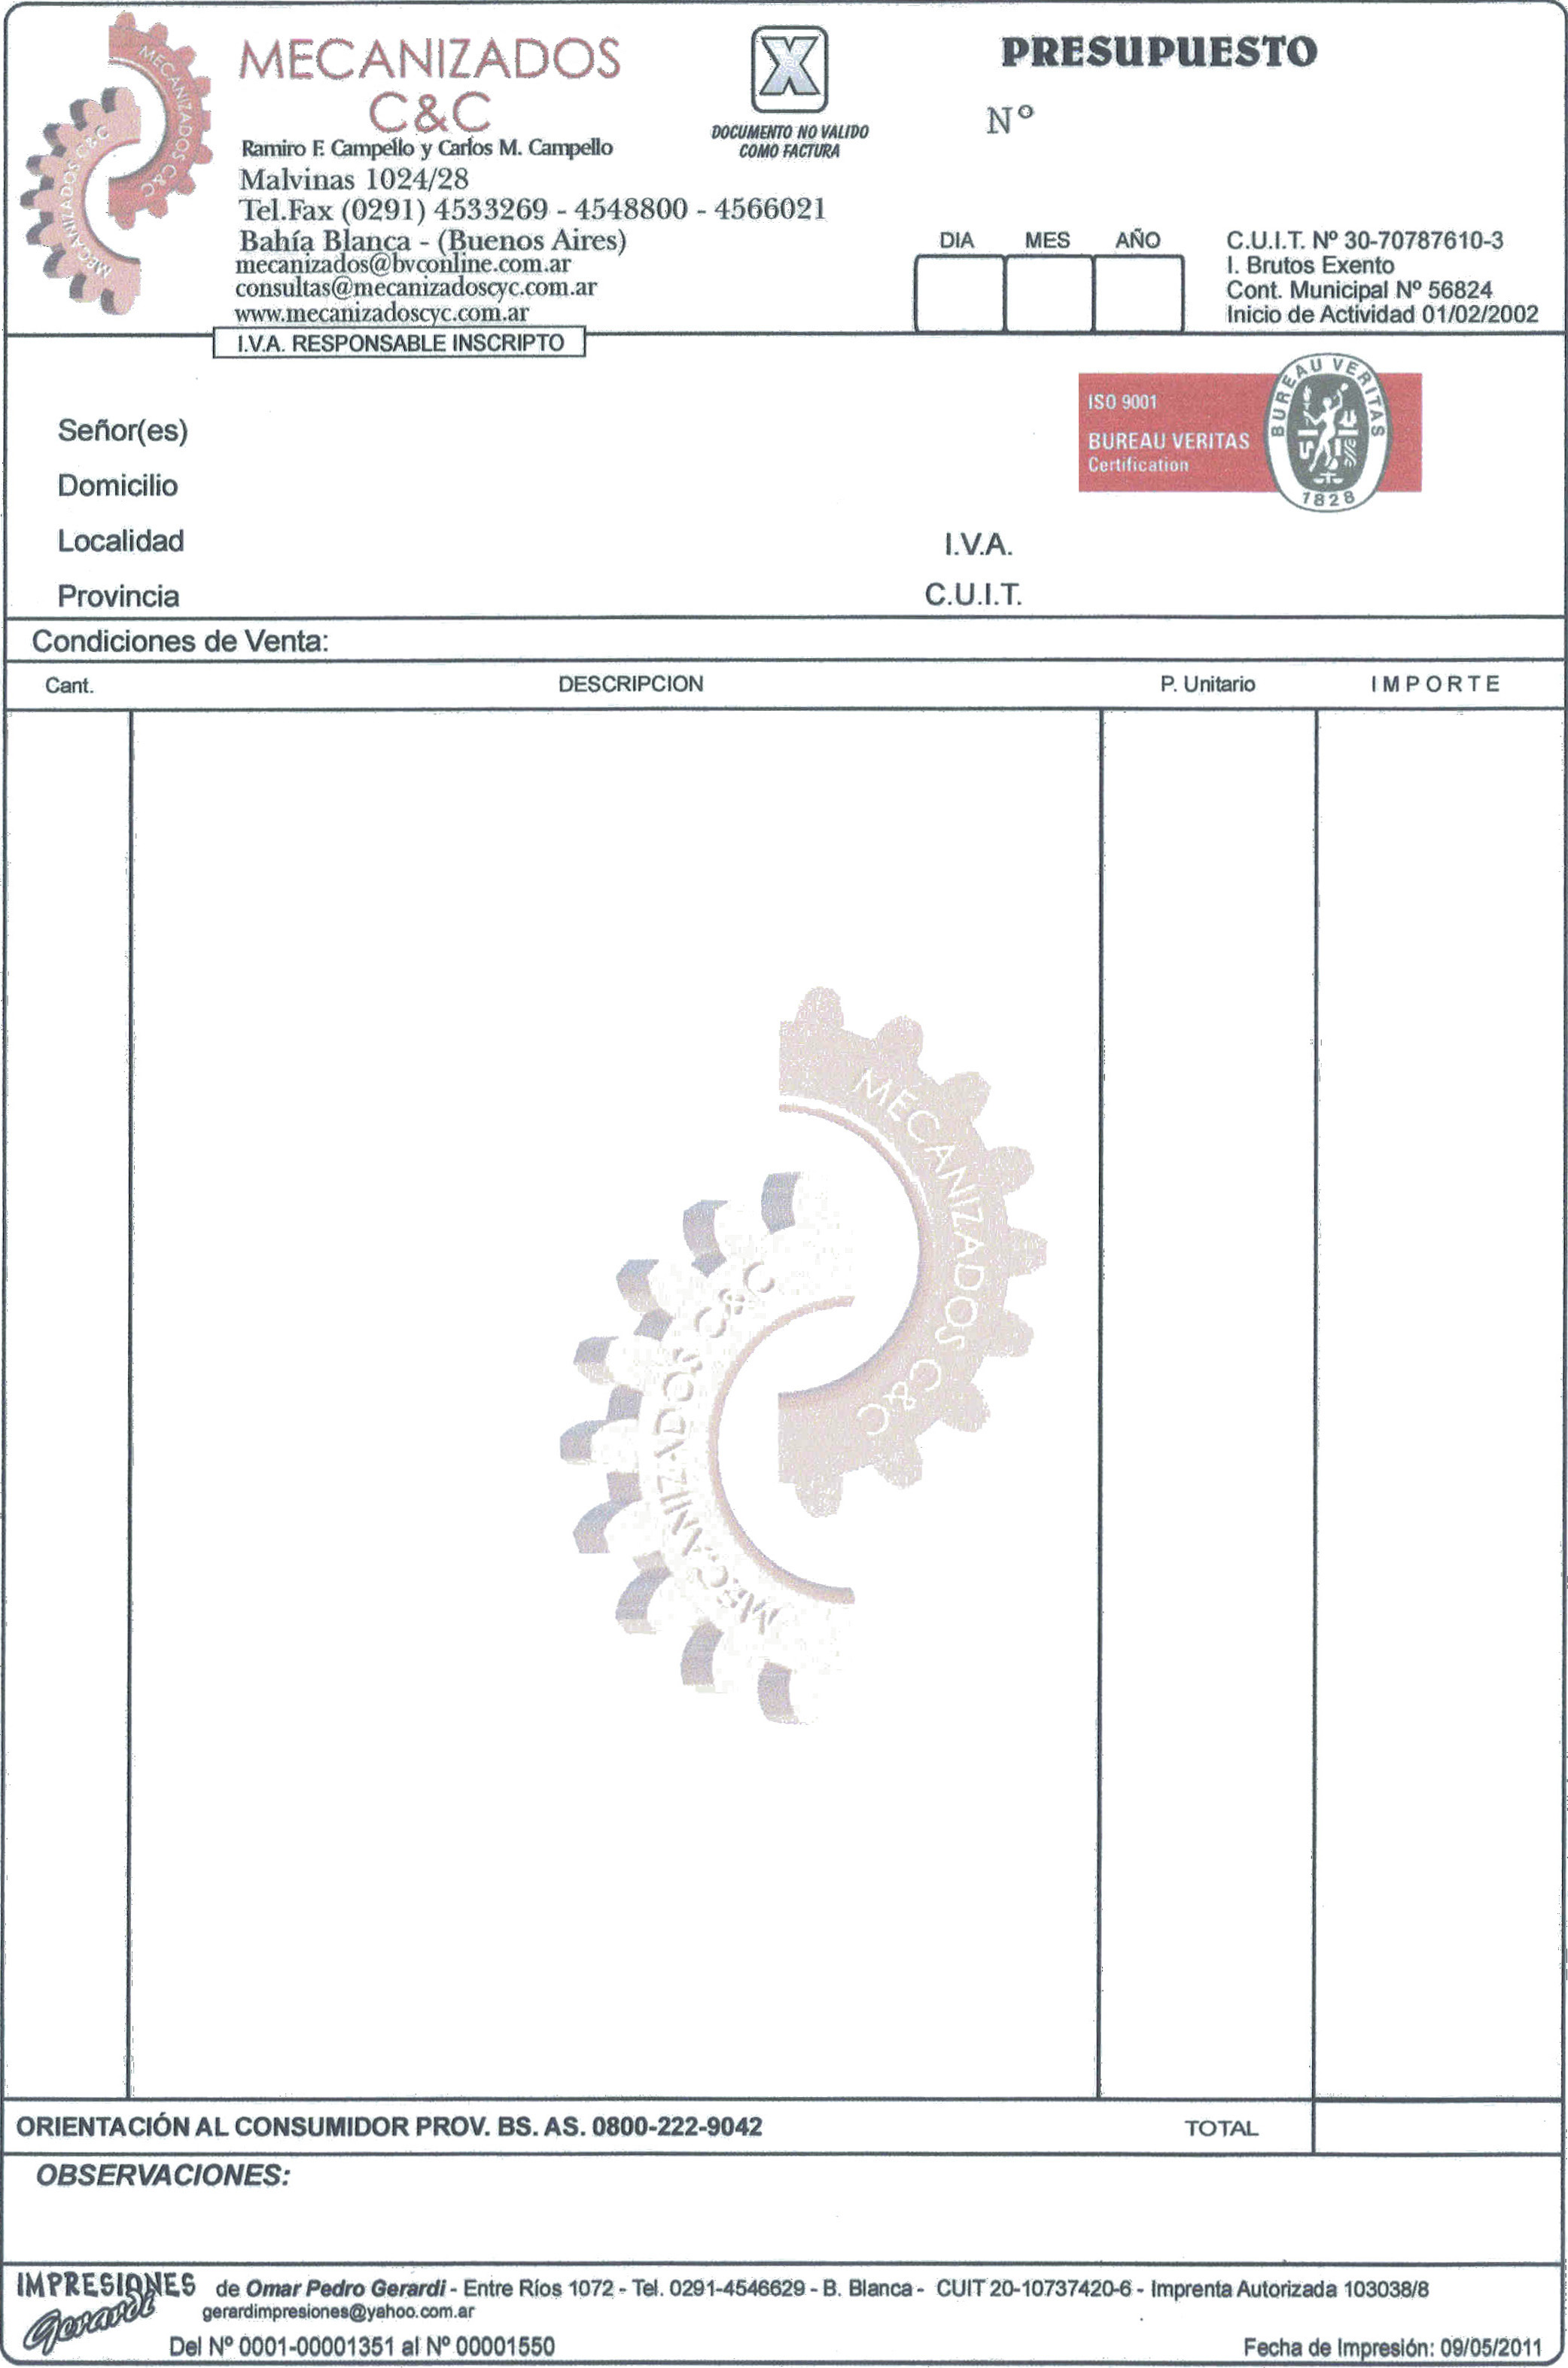 MECANIZADOS C&C
MECANIZADOS C&C
MECANIZADOS
C&C
Ramiro F. Campello y Carlos M. Campello
Malvinas 1024/28
Tel.Fax (0291) 4533269 - 4548800 - 4566021
Bahía Blanca - (Buenos Aires)
mecanizados@bvconline.com.ar
consultas@mecanizadoscyc.com.ar
www.mecanizadoscyc.com.ar
I.V.A. RESPONSABLE INSCRIPTO
X
DOCUMENTO NO VALIDO
COMO FACTURA
PRESUPUESTO
Nº
DIA MES AÑO
C.U.I.T. Nº 30-70787610-3
I. Brutos Exento
Cont. Municipal Nº 56824
Inicio de Actividad 01/02/2002
ISO 9001
BUREAU VERITAS
Certification
BUREAU VERITAS
1828
Señor(es)
Domicilio
Localidad
I.V.A.
Provincia
C.U.I.T.
Condiciones de Venta:
Cant. DESCRIPCION P. Unitario IMPORTE
MECANIZADOS C&C
MECANIZADOS C&C
ORIENTACIÓN AL CONSUMIDOR PROV. BS. AS. 0800-222-9042 TOTAL
OBSERVACIONES:
IMPRESIONES de Omar Pedro Gerardi - Entre Ríos 1072 - Tel. 0291-4546629 - B. Blanca - CUIT 20-10737420-6 - Imprenta Autorizada 103038/8
Gerardi gerardimpresiones@yahoo.com.ar
Del Nº 0001-00001351 al Nº 00001550 Fecha de Impresión: 09/05/2011